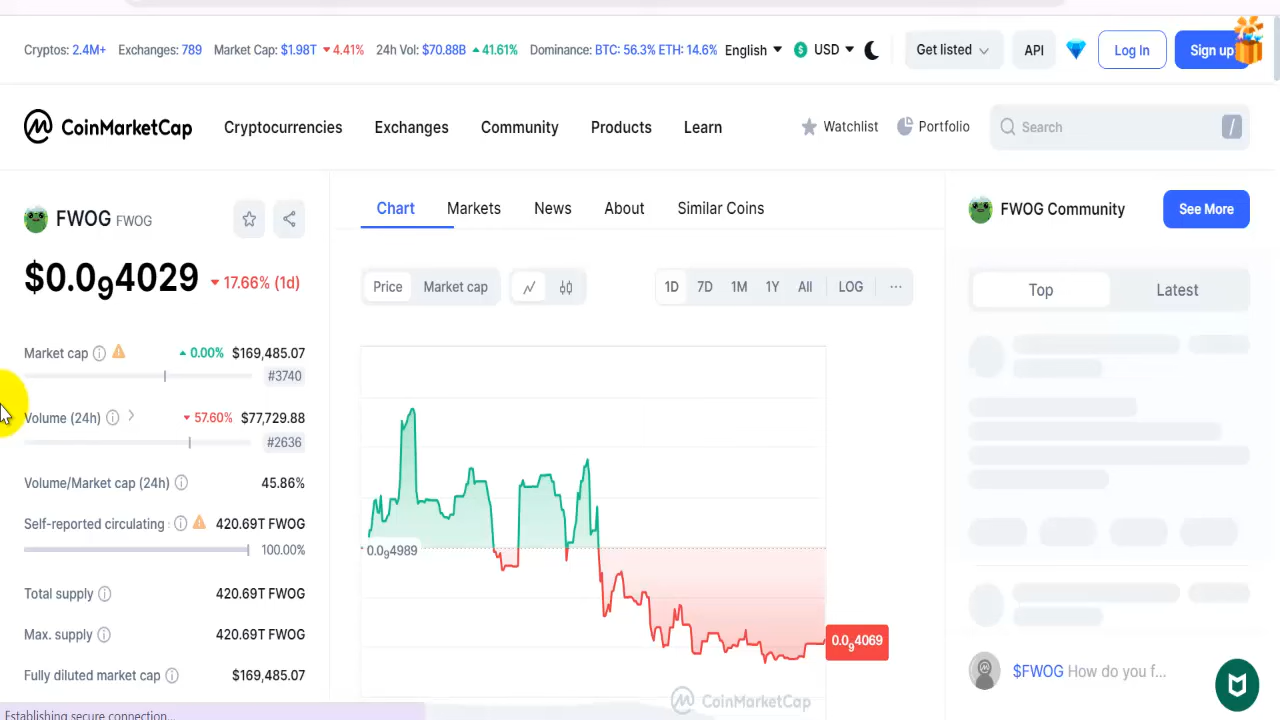 Cryptos: 2.4M+ Exchanges: 789 Market Cap: $1.98T 4.41% 24h Vol: $70.88B 41.61% Dominance: BTC: 56.3% ETH: 14.6% English USD Get listed API Log In Sign up
CoinMarketCap Cryptocurrencies Exchanges Community Products Learn Watchlist Portfolio Search /
FWOG FWOG
$0.0₉4029 17.66% (1d)
Market cap 0.00% $169,485.07
#3740
Volume (24h) 57.60% $77,729.88
#2636
Volume/Market cap (24h) 45.86%
Self-reported circulating 420.69T FWOG
100.00%
Total supply 420.69T FWOG
Max. supply 420.69T FWOG
Fully diluted market cap $169,485.07
Establishing secure connection...
Chart Markets News About Similar Coins
Price Market cap 1D 7D 1M 1Y All LOG ...
0.0₉4989
0.0₉4069
CoinMarketCap
FWOG Community See More
Top Latest
$FWOG How do you f...